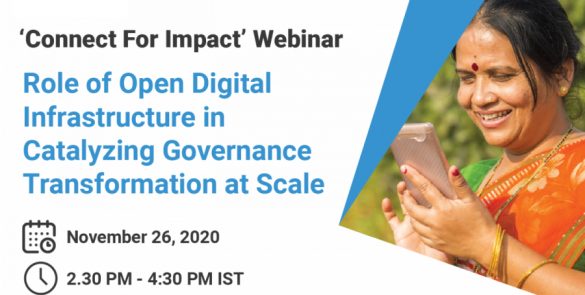 ‘Connect For Impact’ Webinar
Role of Open Digital
Infrastructure in
Catalyzing Governance
Transformation at Scale
November 26, 2020
2.30 PM - 4:30 PM IST